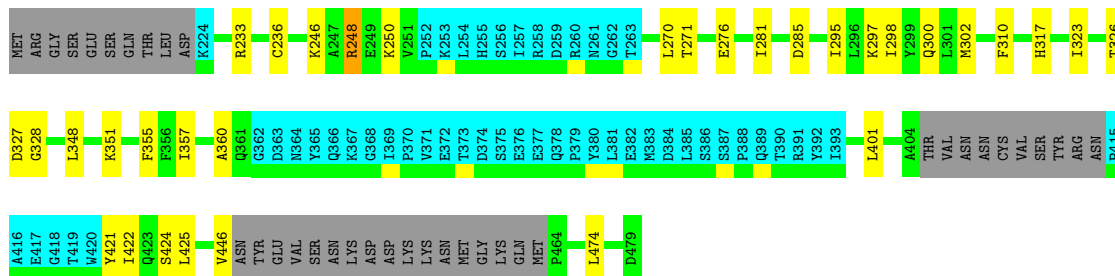 MET ARG GLY SER GLU SER GLN THR LEU ASP K224 R233 C236 K246 A247 R248 E249 K250 V251 P252 K253 L254 H255 S256 I257 R258 D259 R260 N261 G262 T263 L270 T271 E276 I281 D285 I295 L296 K297 I298 Y299 Q300 L301 M302 F310 H317 I323 T326
D327 G328 L348 K351 F355 F356 I357 A360 Q361 G362 D363 N364 Y365 Q366 K367 G368 I369 P370 V371 E372 T373 D374 S375 E376 E377 Q378 P379 Y380 L381 E382 M383 D384 L385 S386 S387 P388 Q389 T390 R391 Y392 I393 L401 A404 THR VAL ASN ASN CYS VAL SER TYR ARG ASN
A416 E417 G418 T419 W420 Y421 I422 Q423 S424 L425 V446 ASN TYR GLU VAL SER ASN LYS ASP ASP LYS LYS ASN MET GLY LYS GLN MET P464 L474 D479